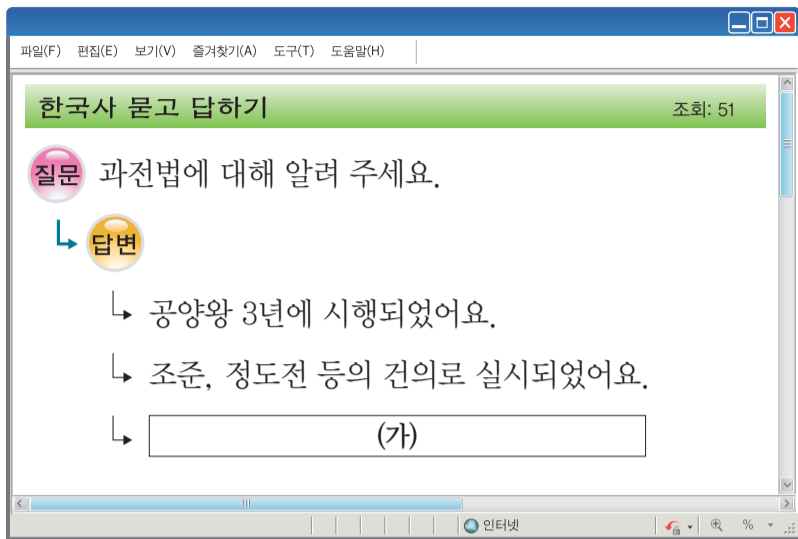 파일(F) 편집(E) 보기(V) 즐겨찾기(A) 도구(T) 도움말(H)
한국사 묻고 답하기 조회: 51
질문 과전법에 대해 알려 주세요.
답변
공양왕 3년에 시행되었어요.
조준, 정도전 등의 건의로 실시되었어요.
(가)
인터넷 %